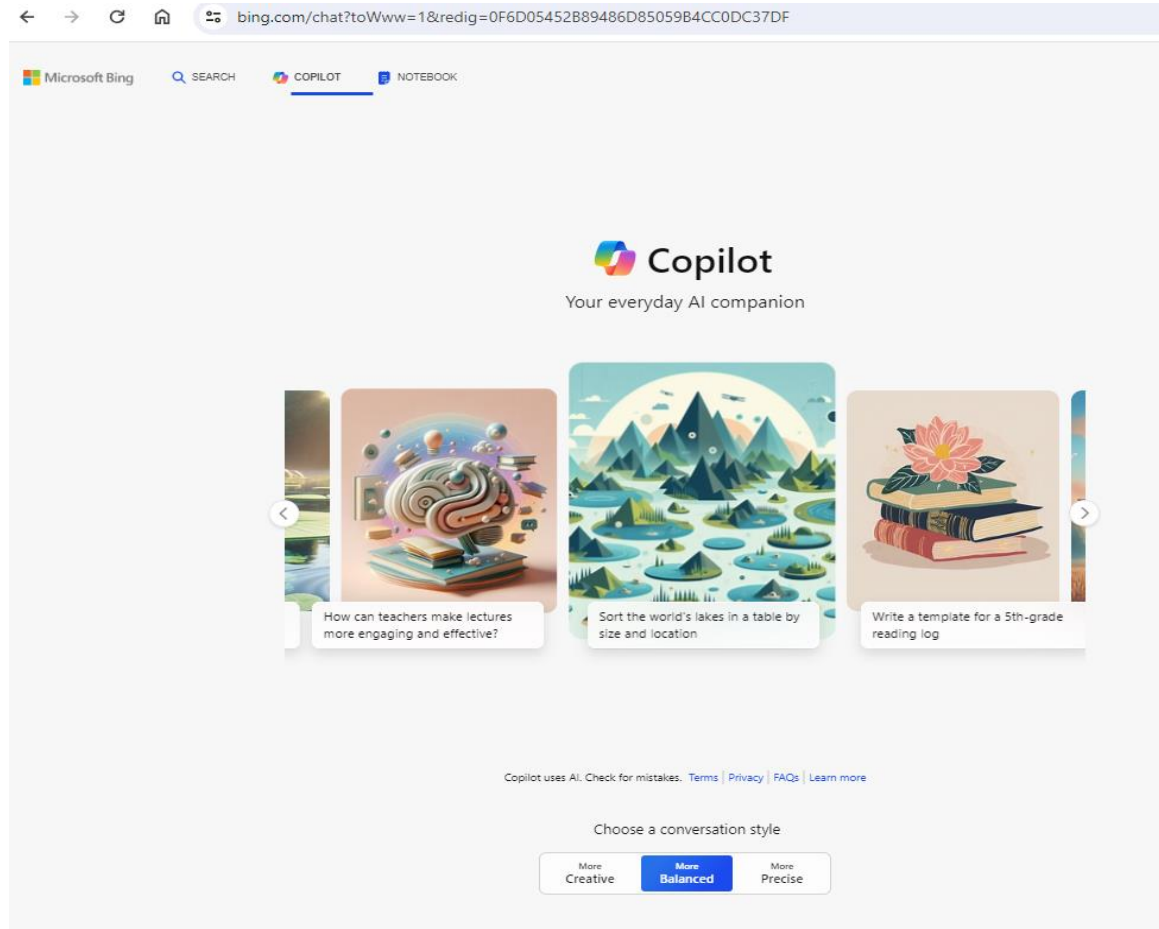 bing.com/chat?toWww=1&redig=0F6D05452B89486D85059B4CC0DC37DF
Microsoft Bing SEARCH COPILOT NOTEBOOK
Copilot
Your everyday AI companion
How can teachers make lectures
more engaging and effective?
Sort the world's lakes in a table by
size and location
Write a template for a 5th-grade
reading log
Copilot uses AI. Check for mistakes. Terms | Privacy | FAQs | Learn more
Choose a conversation style
More Creative
More Balanced
More Precise